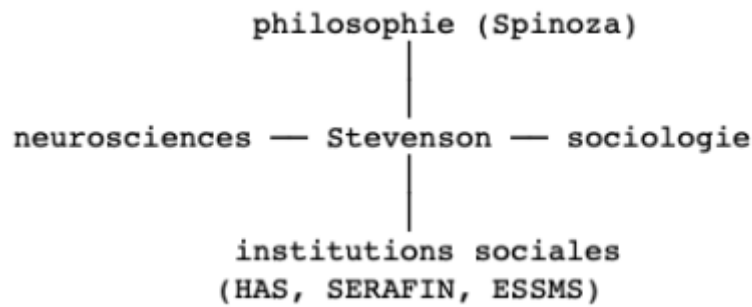 philosophie (Spinoza)
neurosciences — Stevenson — sociologie
institutions sociales
(HAS, SERAFIN, ESSMS)